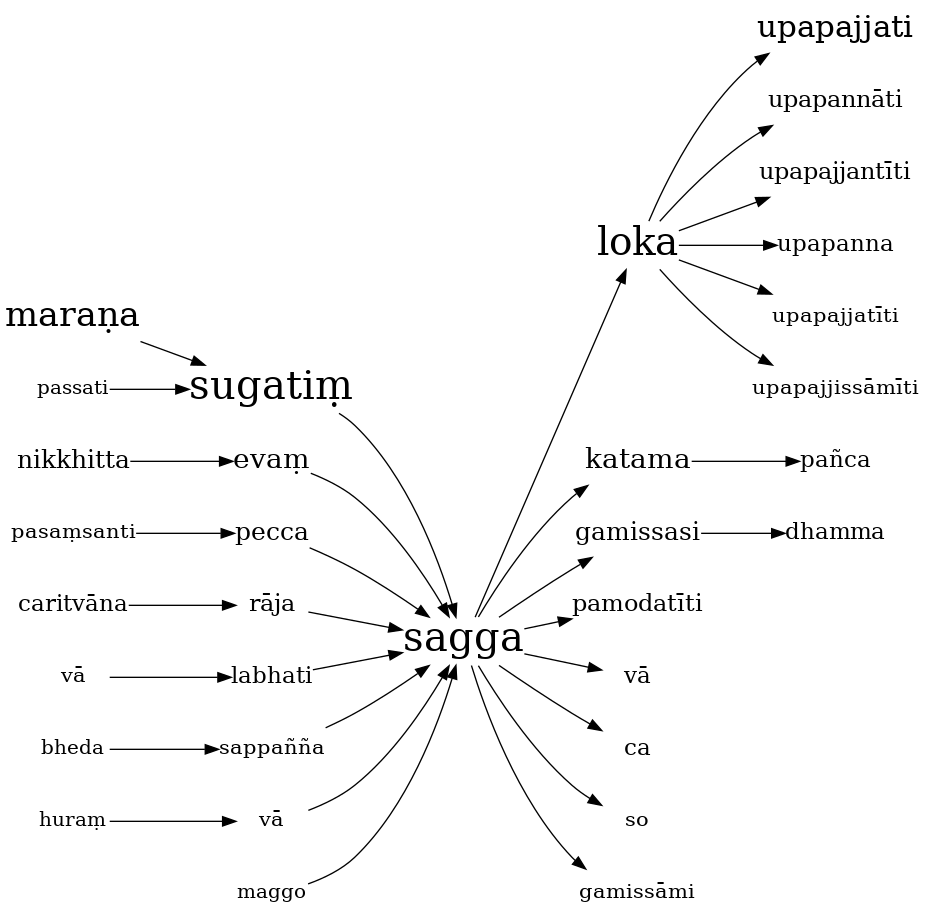 upapajjati
upapannāti
upapajjantīti
loka
upapanna
maraṇa
upapajjatīti
passati
sugatiṃ
upapajjissāmīti
nikkhitta
evaṃ
katama
pañca
pasaṃsanti
pecca
gamissasi
dhamma
caritvāna
rāja
pamodatīti
sagga
vā
labhati
vā
bheda
sappañña
ca
huraṃ
vā
so
maggo
gamissāmi